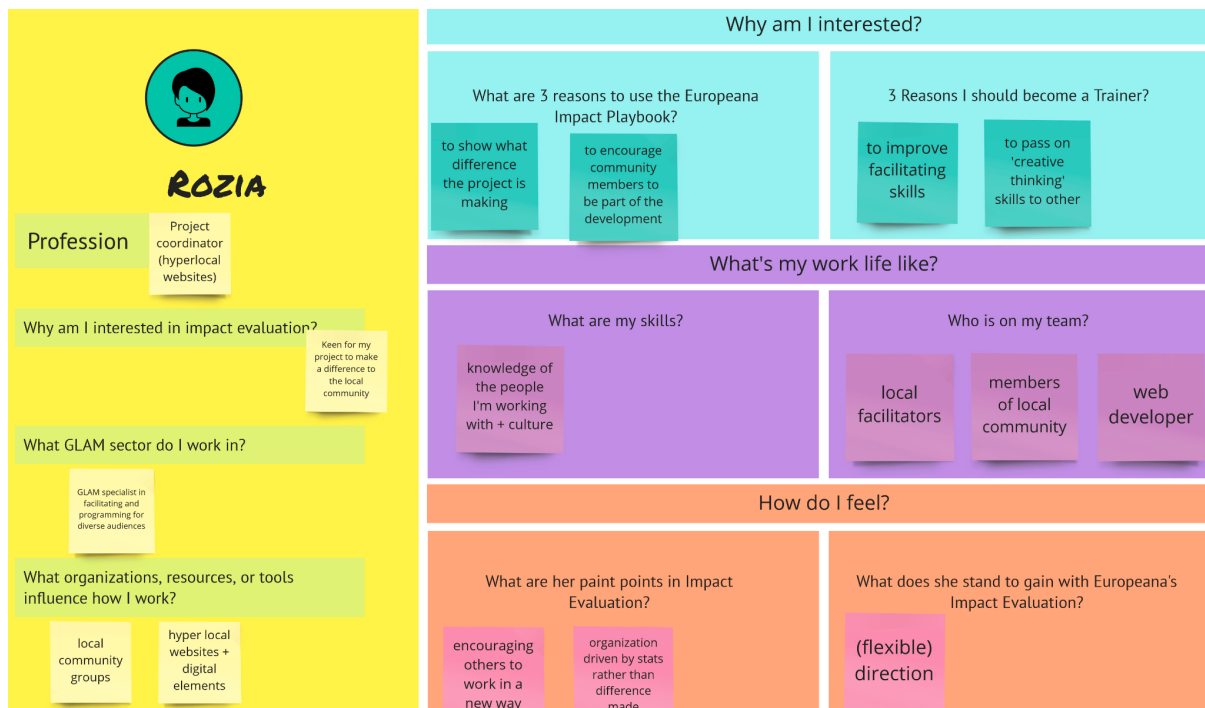 ROZIA
Profession
Project
coordinator
(hyperlocal
websites)
Why am I interested in impact evaluation?
Keen for my
project to make
a difference to
the local
community
What GLAM sector do I work in?
GLAM specialist in
facilitating and
programming for
diverse audiences
What organizations, resources, or tools
influence how I work?
local
community
groups
hyper local
websites +
digital
elements
Why am I interested?
What are 3 reasons to use the Europeana
Impact Playbook?
to show what
difference
the project is
making
to encourage
community
members to
be part of the
development
3 Reasons I should become a Trainer?
to improve
facilitating
skills
to pass on
'creative
thinking'
skills to other
What's my work life like?
What are my skills?
knowledge of
the people
I'm working
with + culture
Who is on my team?
local
facilitators
members
of local
community
web
developer
How do I feel?
What are her paint points in Impact
Evaluation?
encouraging
others to
work in a
new way
organization
driven by stats
rather than
difference
made
What does she stand to gain with Europeana's
Impact Evaluation?
(flexible)
direction